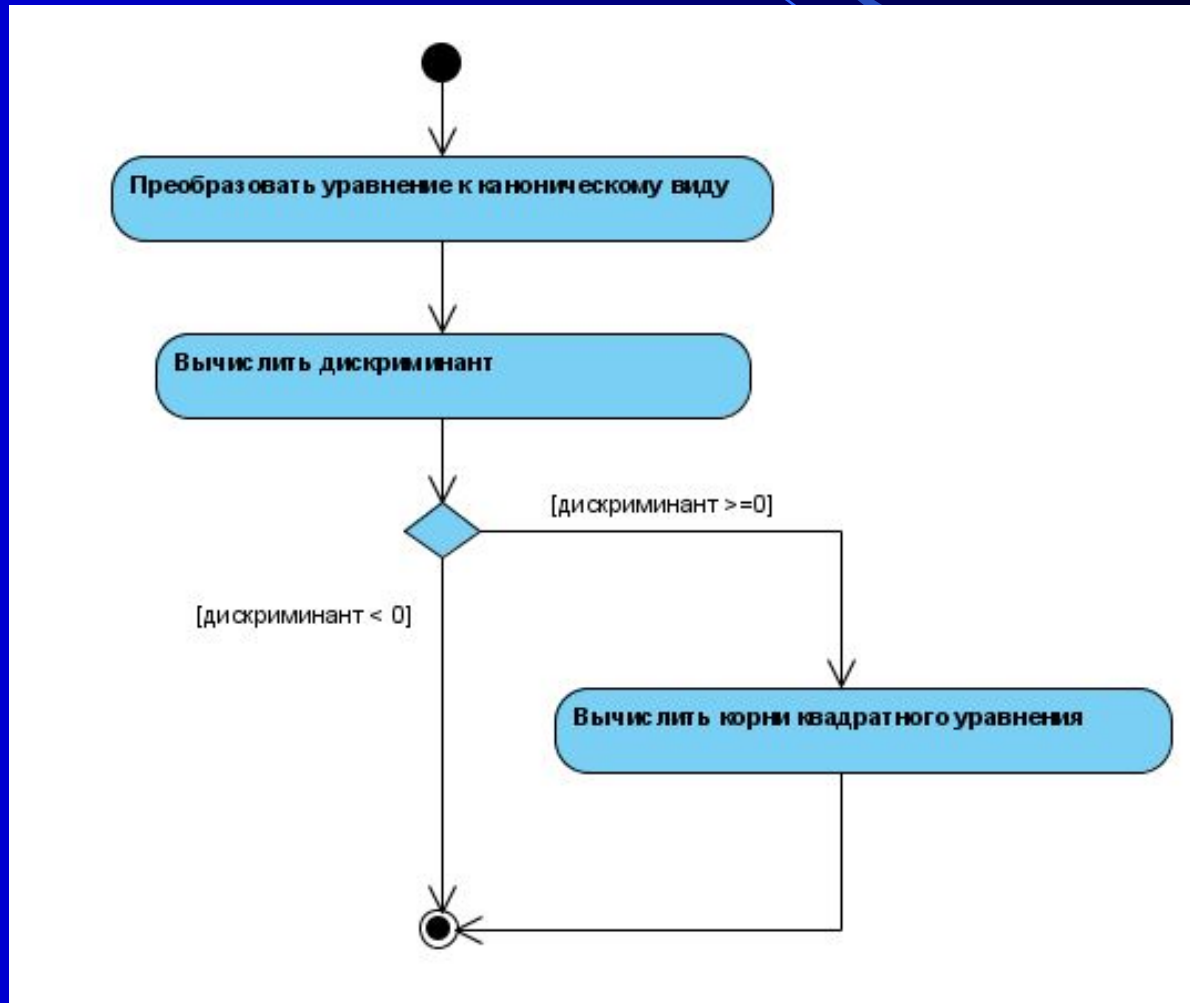 Преобразовать уравнение к каноническому виду
Вычислить дискриминант
[дискриминант >=0]
[дискриминант < 0]
Вычислить корни квадратного уравнения